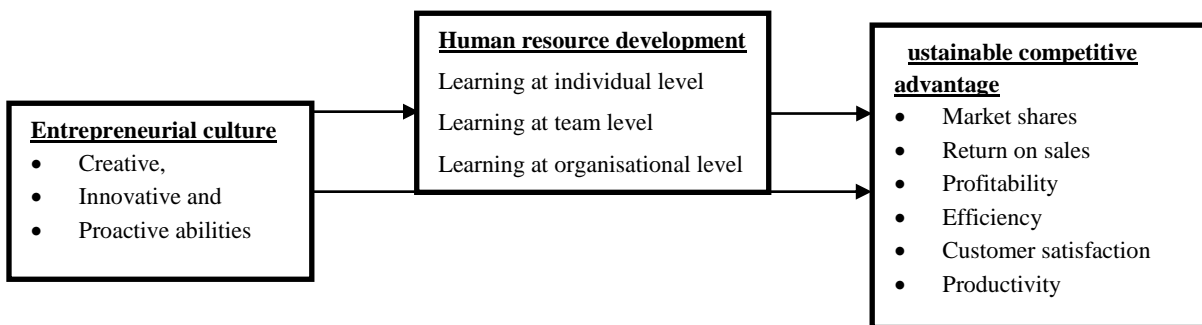 Entrepreneurial culture
• Creative,
• Innovative and
• Proactive abilities
Human resource development
Learning at individual level
Learning at team level
Learning at organisational level
ustainable competitive
advantage
• Market shares
• Return on sales
• Profitability
• Efficiency
• Customer satisfaction
• Productivity